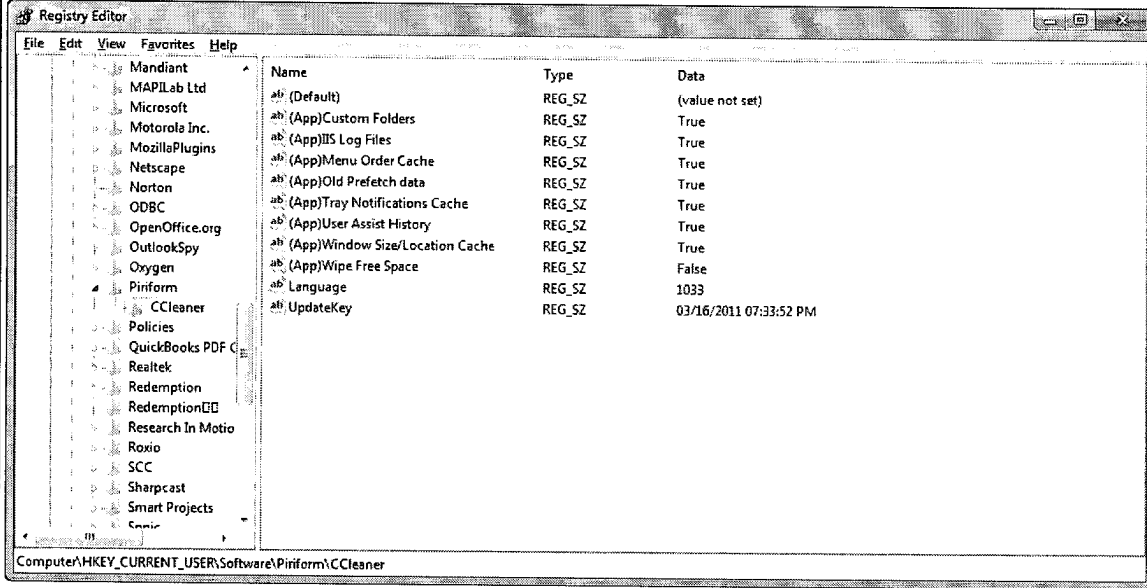 Registry Editor
File Edit View Favorites Help
Mandiant
MAPILab Ltd
Microsoft
Motorola Inc.
MozillaPlugins
Netscape
Norton
ODBC
OpenOffice.org
OutlookSpy
Oxygen
Piriform
CCleaner
Policies
QuickBooks PDF C
Realtek
Redemption
Redemption
Research In Motio
Roxio
SCC
Sharpcast
Smart Projects
Name Type Data
(Default) REG_SZ (value not set)
(App)Custom Folders REG_SZ True
(App)IIS Log Files REG_SZ True
(App)Menu Order Cache REG_SZ True
(App)Old Prefetch data REG_SZ True
(App)Tray Notifications Cache REG_SZ True
(App)User Assist History REG_SZ True
(App)Window Size/Location Cache REG_SZ True
(App)Wipe Free Space REG_SZ False
Language REG_SZ 1033
UpdateKey REG_SZ 03/16/2011 07:33:52 PM
Computer\HKEY_CURRENT_USER\Software\Piriform\CCleaner